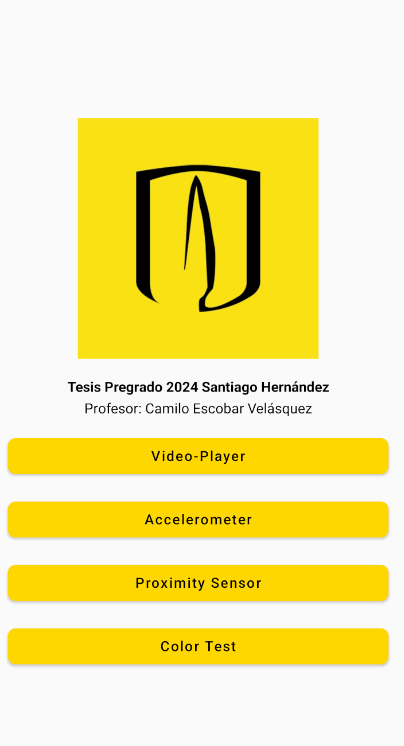 Tesis Pregrado 2024 Santiago Hernández
Profesor: Camilo Escobar Velásquez
Video-Player
Accelerometer
Proximity Sensor
Color Test